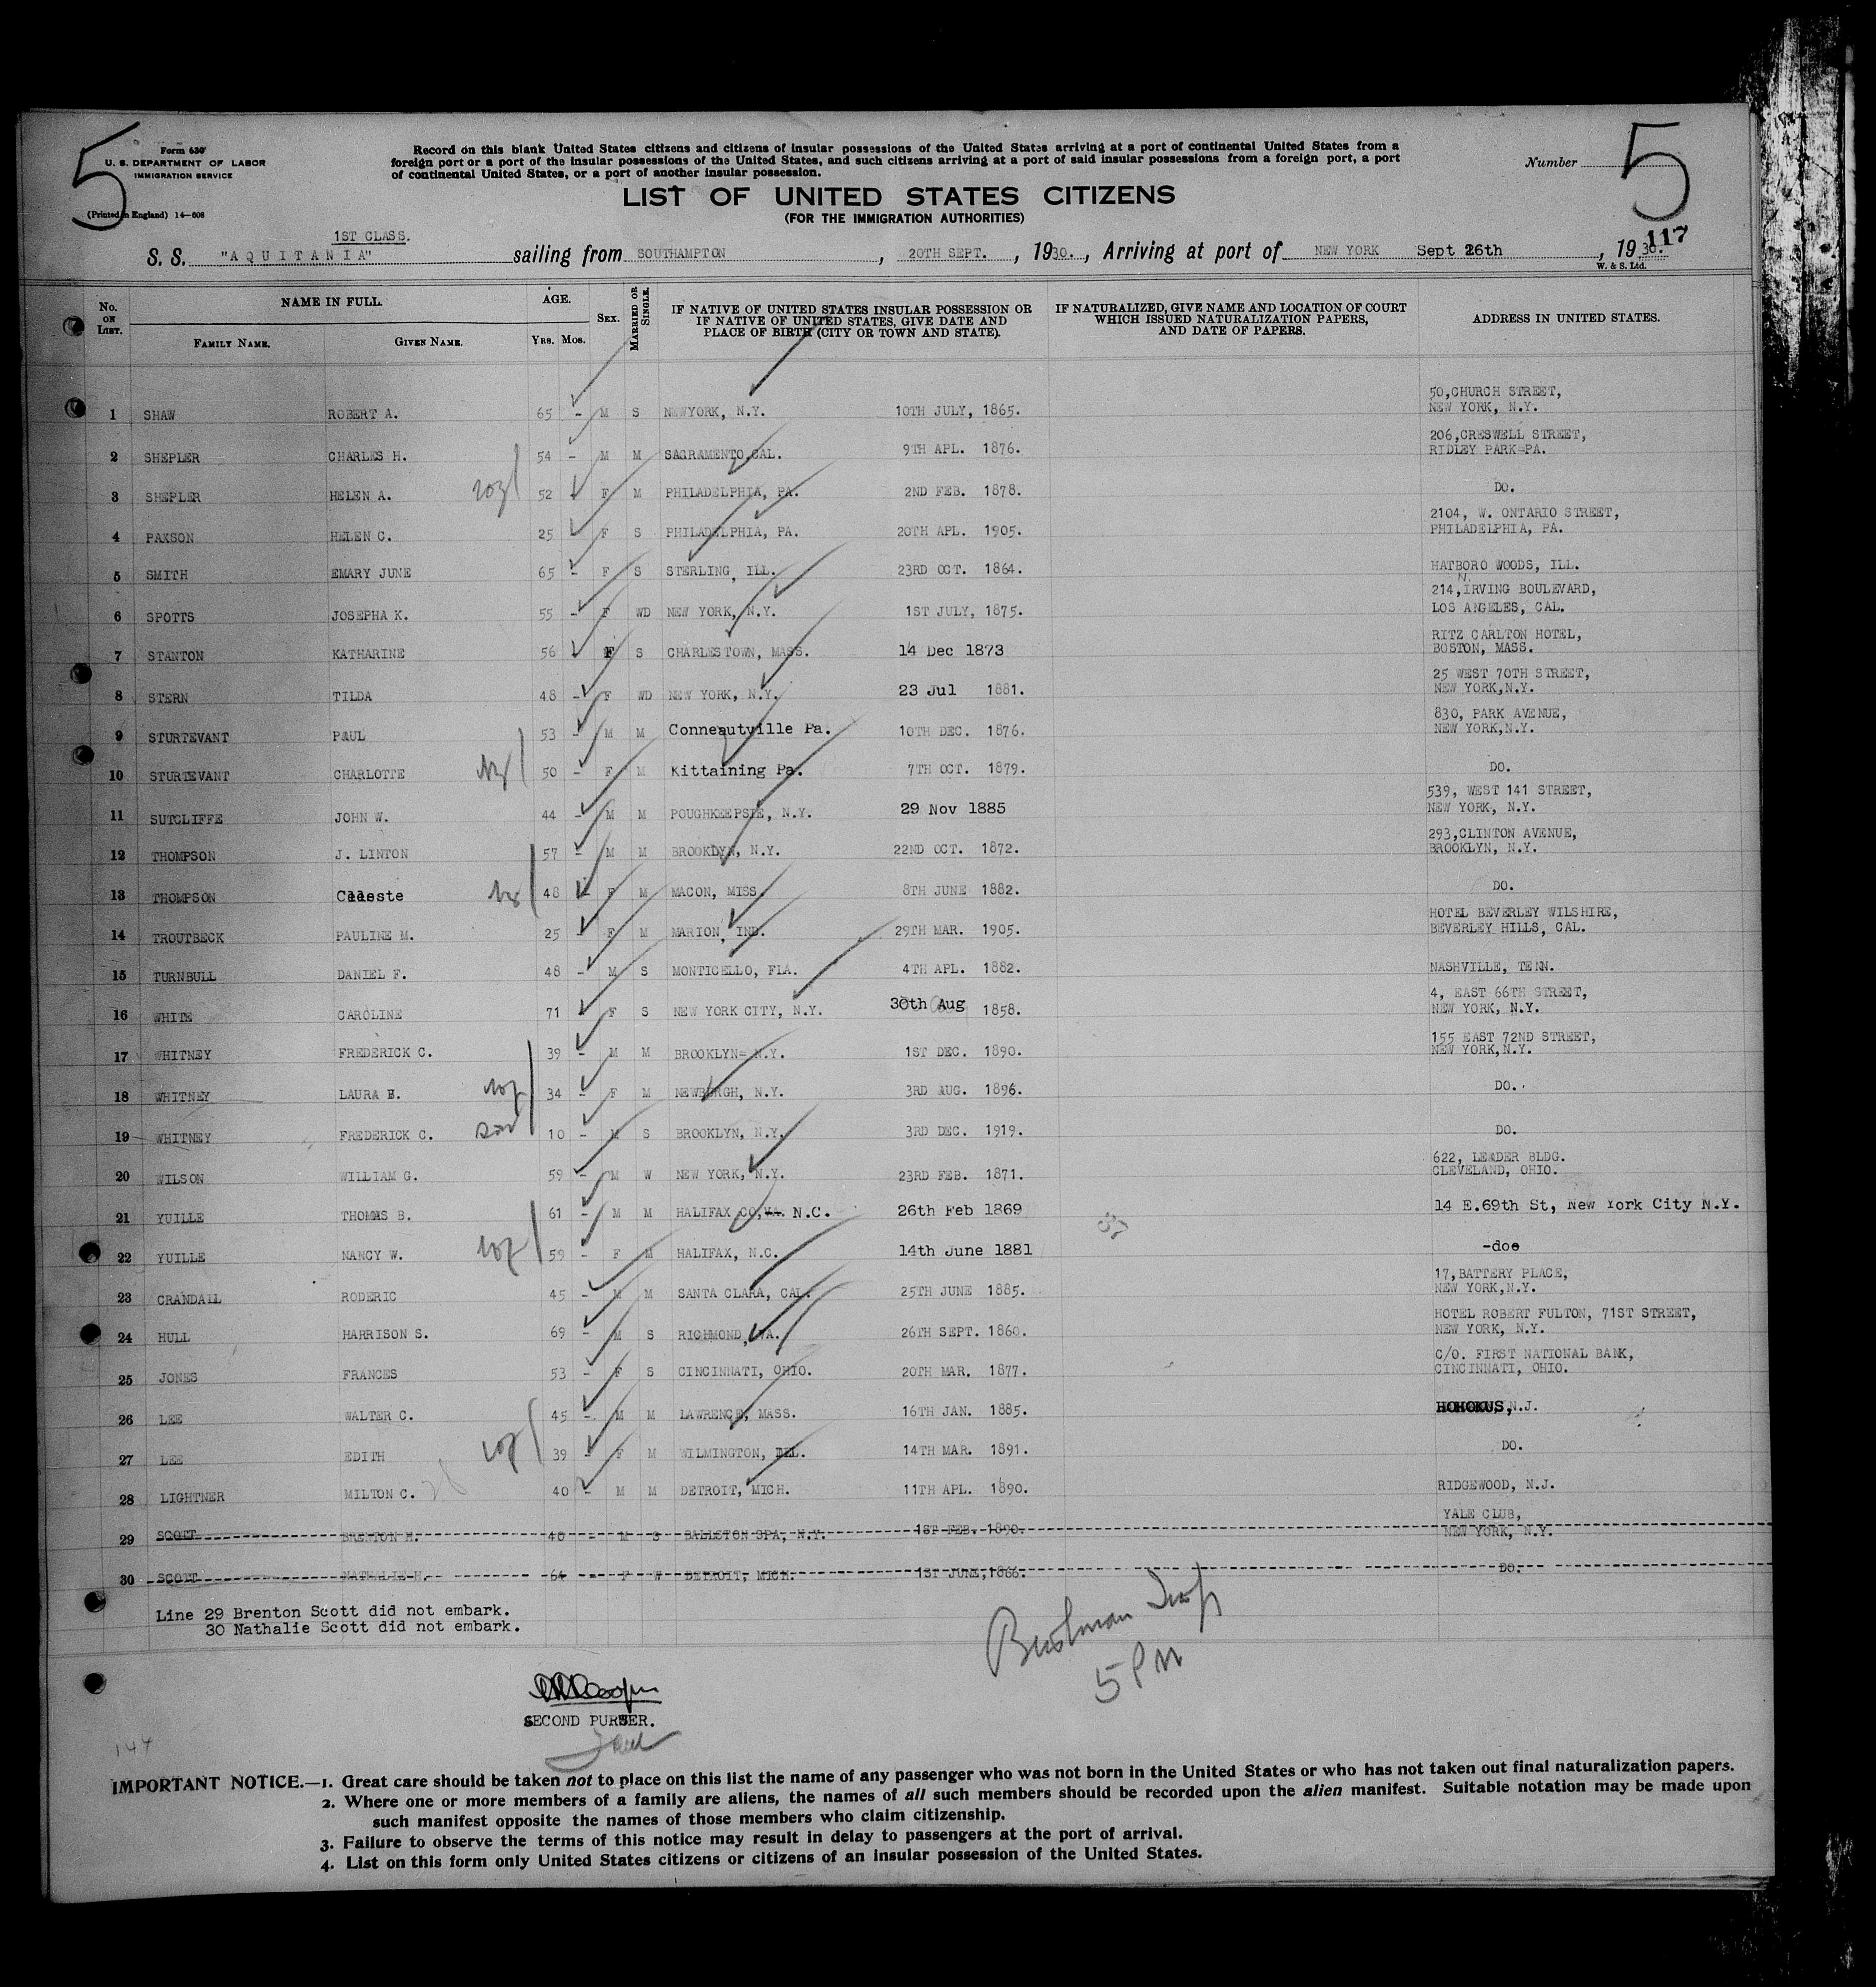 5
Form 630
U. S. DEPARTMENT OF LABOR
IMMIGRATION SERVICE
(Printed in England) 14—608
Record on this blank United States citizens and citizens of insular possessions of the United States arriving at a port of continental United States from a
foreign port or a port of the insular possessions of the United States, and such citizens arriving at a port of said insular possessions from a foreign port, a port
of continental United States, or a port of another insular possession.
Number
5
LIST OF UNITED STATES CITIZENS
(FOR THE IMMIGRATION AUTHORITIES)
117
1ST CLASS.
S. S. "AQUITANIA" sailing from SOUTHAMPTON, 20TH SEPT., 1930., Arriving at port of NEW YORK Sept 26th, 1930.
W. & S. Ltd.
No. ON LIST. NAME IN FULL. FAMILY NAME. GIVEN NAME. AGE. YRS. MOS. SEX. MARRIED OR SINGLE. IF NATIVE OF UNITED STATES INSULAR POSSESSION OR IF NATIVE OF UNITED STATES, GIVE DATE AND PLACE OF BIRTH (CITY OR TOWN AND STATE). IF NATURALIZED, GIVE NAME AND LOCATION OF COURT WHICH ISSUED NATURALIZATION PAPERS, AND DATE OF PAPERS. ADDRESS IN UNITED STATES.
1 SHAW ROBERT A. 65 - M S NEWYORK, N.Y. 10TH JULY, 1865. 50,CHURCH STREET, NEW YORK, N.Y.
2 SHEPLER CHARLES H. 54 - M M SACRAMENTO,CAL. 9TH APL. 1876. 206,CRESWELL STREET, RIDLEY PARK=PA.
3 SHEPLER HELEN A. 52 - F M PHILADELPHIA, PA. 2ND FEB. 1878. DO.
4 PAXSON HELEN C. 25 - F S PHILADELPHIA, PA. 20TH APL. 1905. 2104, W. ONTARIO STREET, PHILADELPHIA, PA.
5 SMITH EMARY JUNE 65 - F S STERLING, ILL. 23RD OCT. 1864. HATBORO WOODS, ILL.
6 SPOTTS JOSEPHA K. 55 - F WD NEW YORK, N.Y. 1ST JULY, 1875. 214, N. IRVING BOULEVARD, LOS ANGELES, CAL.
7 STANTON KATHARINE 56 - F S CHARLESTOWN, MASS. 14 Dec 1873 RITZ CARLTON HOTEL, BOSTON, MASS.
8 STERN TILDA 48 - F WD NEW YORK, N.Y. 23 Jul 1881. 25 WEST 70TH STREET, NEW YORK,N.Y.
9 STURTEVANT PAUL 53 - M M Conneautville Pa. 10TH DEC. 1876. 830, PARK AVENUE, NEW YORK,N.Y.
10 STURTEVANT CHARLOTTE 50 - F M Kittaining Pa. 7TH OCT. 1879. DO.
11 SUTCLIFFE JOHN W. 44 - M M POUGHKEEPSIE, N.Y. 29 Nov 1885 539, WEST 141 STREET, NEW YORK, N.Y.
12 THOMPSON J. LINTON 57 - M M BROOKLYN, N.Y. 22ND OCT. 1872. 293,CLINTON AVENUE, BROOKLYN, N.Y.
13 THOMPSON Celeste 48 - F M MACON, MISS. 8TH JUNE 1882. DO.
14 TROUTBECK PAULINE M. 25 - F M MARION, IND. 29TH MAR. 1905. HOTEL BEVERLEY WILSHIRE, BEVERLEY HILLS, CAL.
15 TURNBULL DANIEL F. 48 - M S MONTICELLO, FLA. 4TH APL. 1882. NASHVILLE, TENN.
16 WHITE CAROLINE 71 - F S NEW YORK CITY, N.Y. 30th Aug 1858. 4, EAST 66TH STREET, NEW YORK, N.Y.
17 WHITNEY FREDERICK C. 39 - M M BROOKLYN= N.Y. 1ST DEC. 1890. 155 EAST 72ND STREET, NEW YORK,N.Y.
18 WHITNEY LAURA B. 34 - F M NEWBURGH, N.Y. 3RD AUG. 1896. DO.
19 WHITNEY FREDERICK C. son 10 - M S BROOKLYN, N.Y. 3RD DEC. 1919. DO.
20 WILSON WILLIAM G. 59 - M W NEW YORK, N.Y. 23RD FEB. 1871. 622, LEADER BLDG. CLEVELAND, OHIO.
21 YUILLE THOMAS B. 61 - M M HALIFAX CO,VA. N.C. 26th Feb 1869 14 E.69th St, New York City N.Y.
22 YUILLE NANCY W. 59 - F M HALIFAX, N.C. 14th June 1881 -doe
23 CRANDALL RODERIC 45 - M M SANTA CLARA, CAL. 25TH JUNE 1885. 17,BATTERY PLACE, NEW YORK,N.Y.
24 HULL HARRISON S. 69 - M S RICHMOND, VA. 26TH SEPT. 1860. HOTEL ROBERT FULTON, 71ST STREET, NEW YORK, N.Y.
25 JONES FRANCES 53 - F S CINCINNATI, OHIO. 20TH MAR. 1877. C/O. FIRST NATIONAL BANK, CINCINNATI, OHIO.
26 LEE WALTER C. 45 - M M LAWRENCE, MASS. 16TH JAN. 1885. HOHOKUS,N.J.
27 LEE EDITH 39 - F M WILMINGTON, DEL. 14TH MAR. 1891. DO.
28 LIGHTNER MILTON C. 40 - M M DETROIT, MICH. 11TH APL. 1890. RIDGEWOOD, N.J.
29 SCOTT BRENTON H. 40 - M S BALLSTON SPA, N.Y. 1ST FEB. 1890. YALE CLUB, NEW YORK, N.Y.
30 SCOTT NATHALIE H. 64 - F W DETROIT, MICH. 1ST JUNE,1866. DO.
Line 29 Brenton Scott did not embark.
30 Nathalie Scott did not embark.
5 PM
SECOND PURSER.
144
IMPORTANT NOTICE.—1. Great care should be taken not to place on this list the name of any passenger who was not born in the United States or who has not taken out final naturalization papers.
2. Where one or more members of a family are aliens, the names of all such members should be recorded upon the alien manifest. Suitable notation may be made upon
such manifest opposite the names of those members who claim citizenship.
3. Failure to observe the terms of this notice may result in delay to passengers at the port of arrival.
4. List on this form only United States citizens or citizens of an insular possession of the United States.